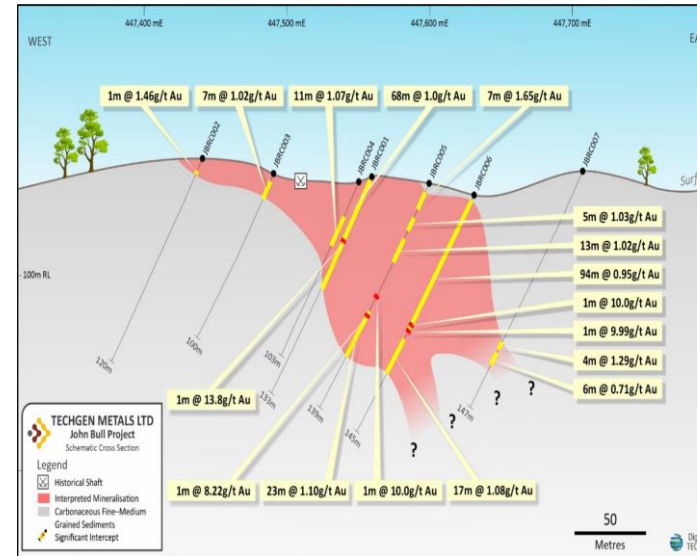 447,400 mE
447,500 mE
447,600 mE
447,700 mE
WEST
1m @ 1.46g/t Au
7m @ 1.02g/t Au
11m @ 1.07g/t Au
68m @ 1.0g/t Au
7m @ 1.65g/t Au
JBRC002
JBRC003
JBRC004
JBRC001
JBRC005
JBRC006
JBRC007
5m @ 1.03g/t Au
13m @ 1.02g/t Au
100m RL
94m @ 0.95g/t Au
1m @ 10.0g/t Au
1m @ 9.99g/t Au
4m @ 1.29g/t Au
6m @ 0.71g/t Au
120m
100m
103m
133m
139m
145m
147m
? ?
? ?
1m @ 13.8g/t Au
1m @ 8.22g/t Au
23m @ 1.10g/t Au
1m @ 10.0g/t Au
17m @ 1.08g/t Au
TECHGEN METALS LTD
John Bull Project
Schematic Cross Section
Legend
Historical Shaft
Interpreted Mineralisation
Carbonaceous Fine–Medium
Grained Sediments
Significant Intercept
50
Metres